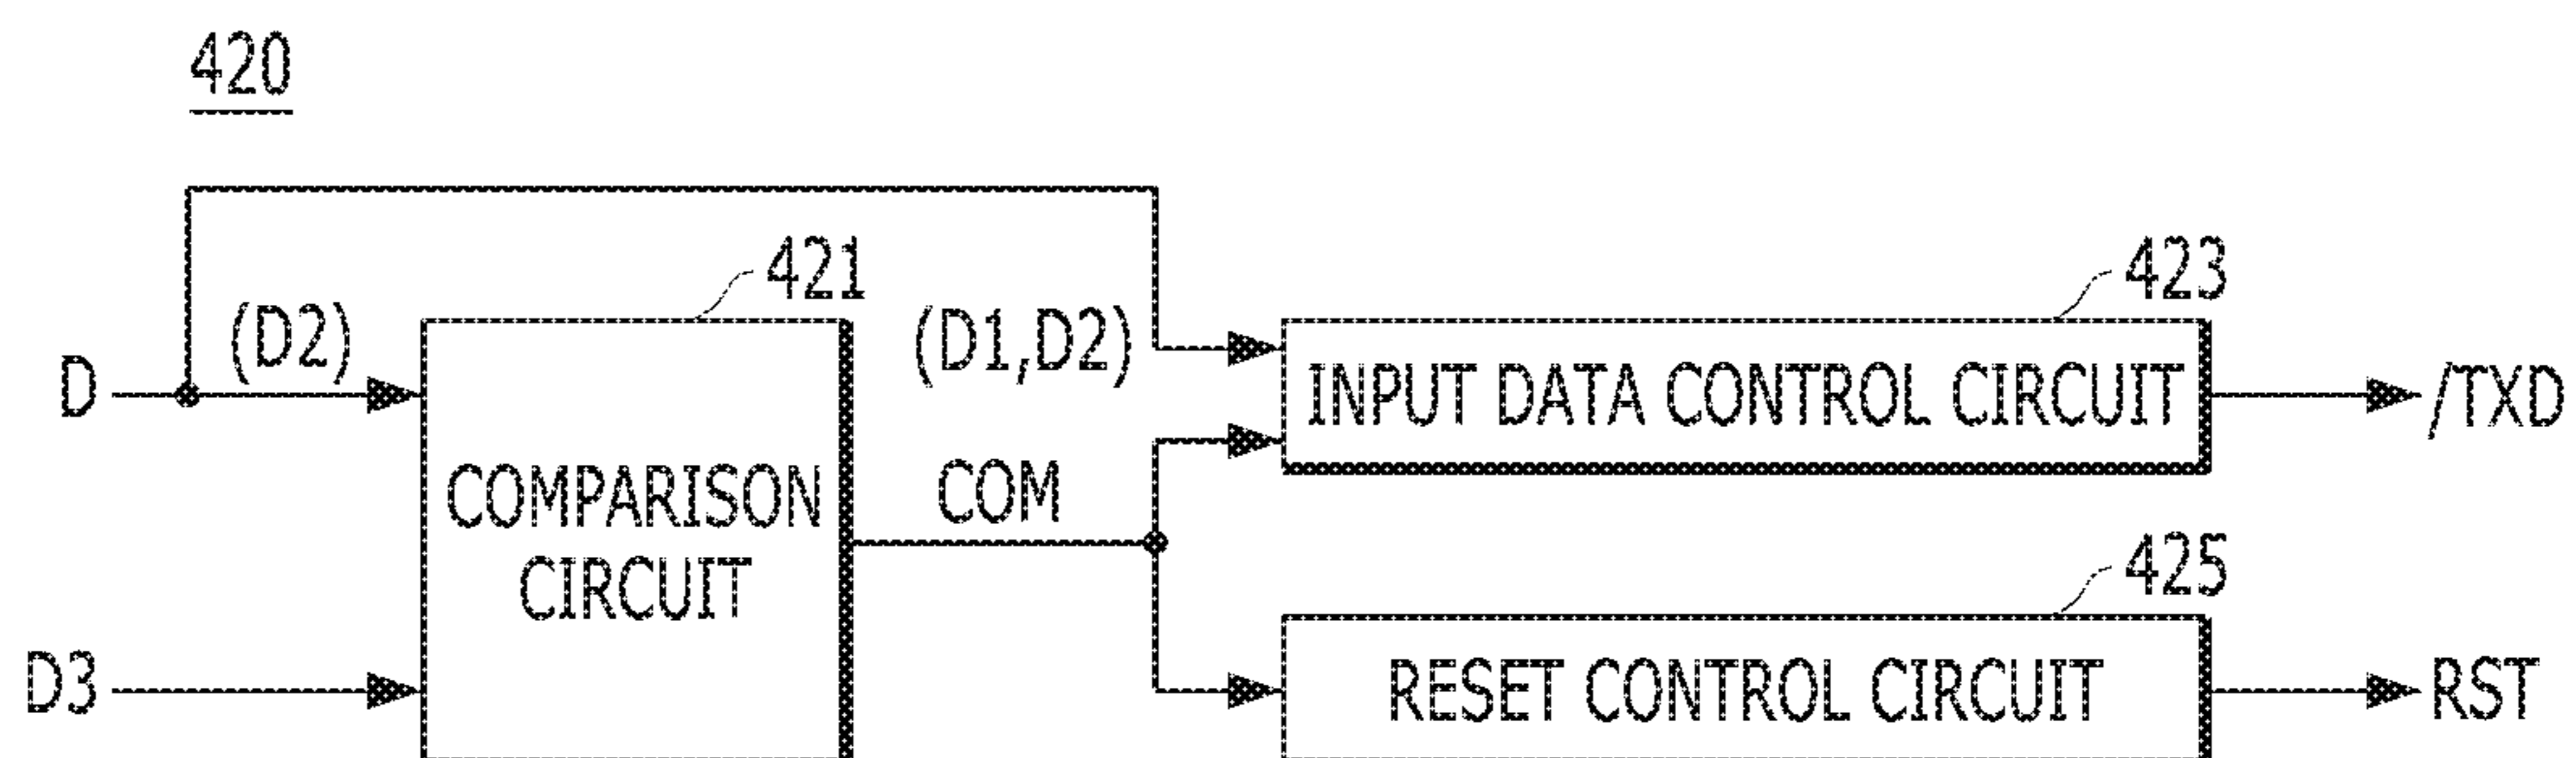 420
421
423
(D2)
(D1,D2)
D
INPUT DATA CONTROL CIRCUIT
/TXD
COMPARISON
CIRCUIT
COM
425
D3
RESET CONTROL CIRCUIT
RST